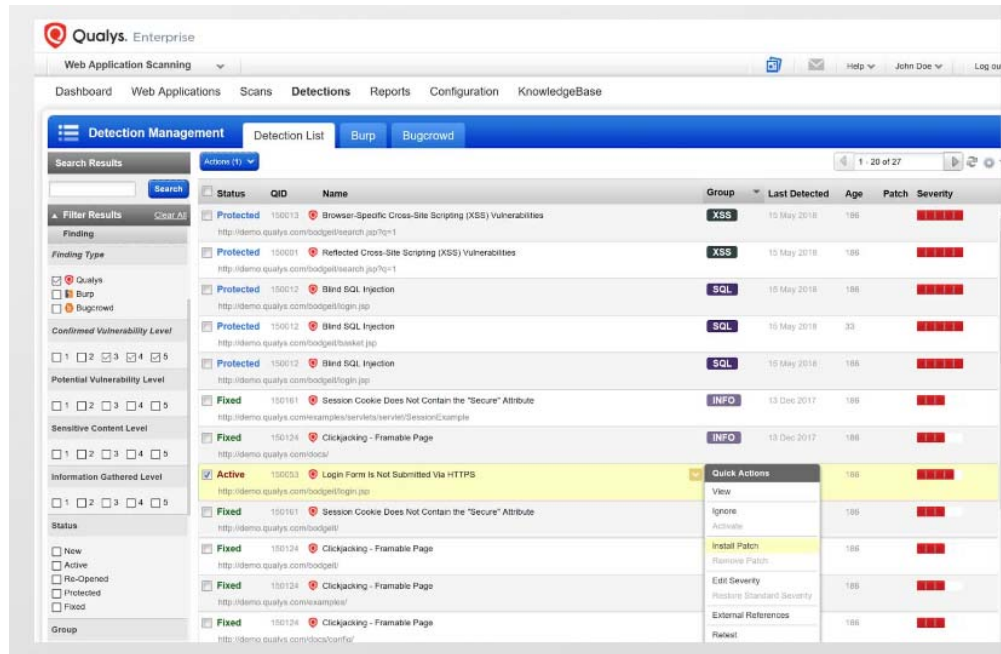 Qualys. Enterprise
Web Application Scanning
Help
John Doe
Log ou
Dashboard Web Applications Scans Detections Reports Configuration KnowledgeBase
Detection Management Detection List Burp Bugcrowd
Search Results
Actions (1)
1 - 20 of 27
Search
Filter Results Clear All
Finding
Finding Type
Qualys
Burp
Bugcrowd
Confirmed Vulnerability Level
1 2 3 4 5
Potential Vulnerability Level
1 2 3 4 5
Sensitive Content Level
1 2 3 4 5
Information Gathered Level
1 2 3 4 5
Status
New
Active
Re-Opened
Protected
Fixed
Group
Status QID Name Group Last Detected Age Patch Severity
Protected 150013 Browser-Specific Cross-Site Scripting (XSS) Vulnerabilities XSS 15 May 2018 186
http://demo.qualys.com/bodgeit/search.jsp?q=1
Protected 150001 Reflected Cross-Site Scripting (XSS) Vulnerabilities XSS 15 May 2018 186
http://demo.qualys.com/bodgeit/search.jsp?q=1
Protected 150012 Blind SQL Injection SQL 15 May 2018 186
http://demo.qualys.com/bodgeit/login.jsp
Protected 150012 Blind SQL Injection SQL 15 May 2018 33
http://demo.qualys.com/bodgeit/basket.jsp
Protected 150012 Blind SQL Injection SQL 15 May 2018 186
http://demo.qualys.com/bodgeit/login.jsp
Fixed 150161 Session Cookie Does Not Contain the "Secure" Attribute INFO 13 Dec 2017 186
http://demo.qualys.com/examples/servlets/servlet/SessionExample
Fixed 150124 Clickjacking - Framable Page INFO 13 Dec 2017 186
http://demo.qualys.com/docs/
Active 150053 Login Form Is Not Submitted Via HTTPS 186
http://demo.qualys.com/bodgeit/login.jsp
Fixed 150161 Session Cookie Does Not Contain the "Secure" Attribute 186
http://demo.qualys.com/bodgeit/
Fixed 150124 Clickjacking - Framable Page 186
http://demo.qualys.com/bodgeit/
Fixed 150124 Clickjacking - Framable Page 186
http://demo.qualys.com/examples/
Fixed 150124 Clickjacking - Framable Page 186
http://demo.qualys.com/docs/config/
Quick Actions
View
Ignore
Activate
Install Patch
Remove Patch
Edit Severity
Restore Standard Severity
External References
Retest